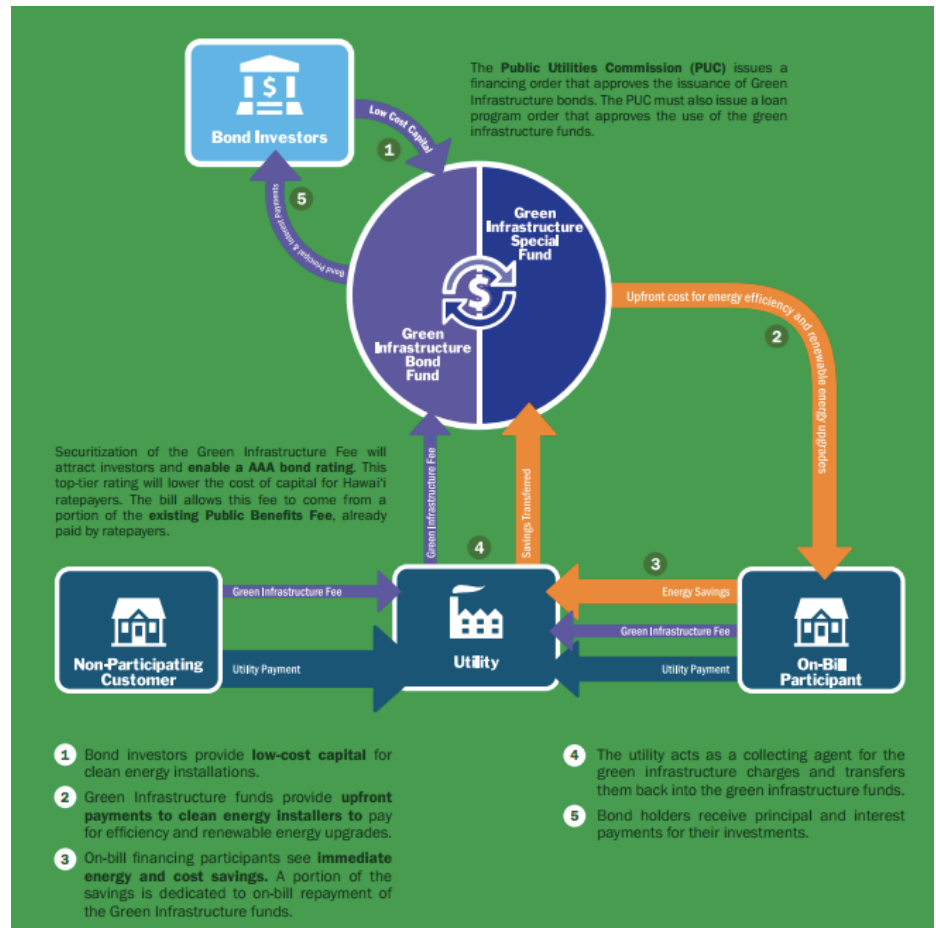 The Public Utilities Commission (PUC) issues a
financing order that approves the issuance of Green
Infrastructure bonds. The PUC must also issue a loan
program order that approves the use of the green
infrastructure funds.
Bond Investors
Low Cost Capital
1
5
Bond Principal & Interest Payments
Green
Infrastructure
Special
Fund
$
Green
Infrastructure
Bond
Fund
Upfront cost for energy efficiency and renewable energy upgrades
2
Securitization of the Green Infrastructure Fee will
attract investors and enable a AAA bond rating. This
top-tier rating will lower the cost of capital for Hawai'i
ratepayers. The bill allows this fee to come from a
portion of the existing Public Benefits Fee, already
paid by ratepayers.
Green Infrastructure Fee
Savings Transferred
4
3
Green Infrastructure Fee
Energy Savings
Green Infrastructure Fee
Non-Participating
Customer
Utility Payment
Utility
Utility Payment
On-Bill
Participant
1 Bond investors provide low-cost capital for
clean energy installations.
2 Green Infrastructure funds provide upfront
payments to clean energy installers to pay
for efficiency and renewable energy upgrades.
3 On-bill financing participants see immediate
energy and cost savings. A portion of the
savings is dedicated to on-bill repayment of
the Green Infrastructure funds.
4 The utility acts as a collecting agent for the
green infrastructure charges and transfers
them back into the green infrastructure funds.
5 Bond holders receive principal and interest
payments for their investments.